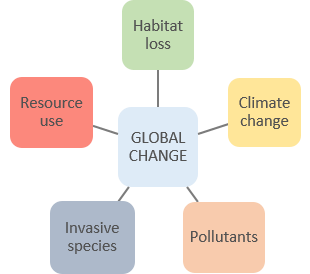 Habitat
loss
Resource
use
Climate
change
GLOBAL
CHANGE
Invasive
species
Pollutants